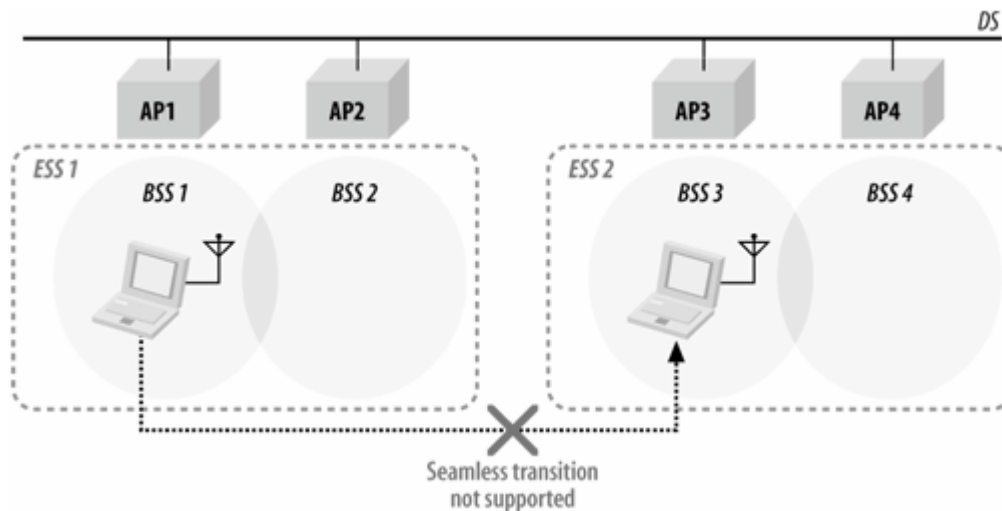 DS
AP1
AP2
AP3
AP4
ESS 1
BSS 1
BSS 2
ESS 2
BSS 3
BSS 4
Seamless transition
not supported